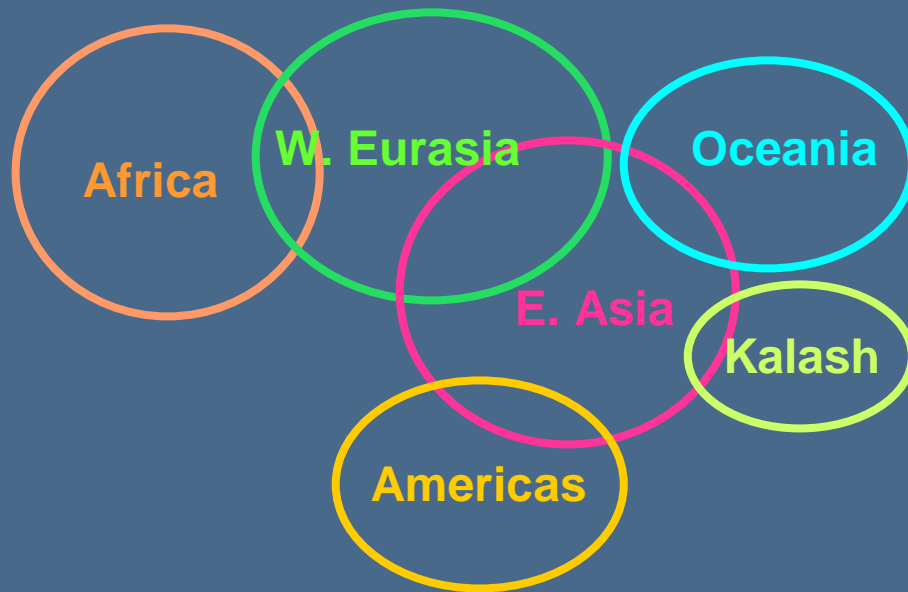 W. Eurasia
Oceania
Africa
E. Asia
Kalash
Americas